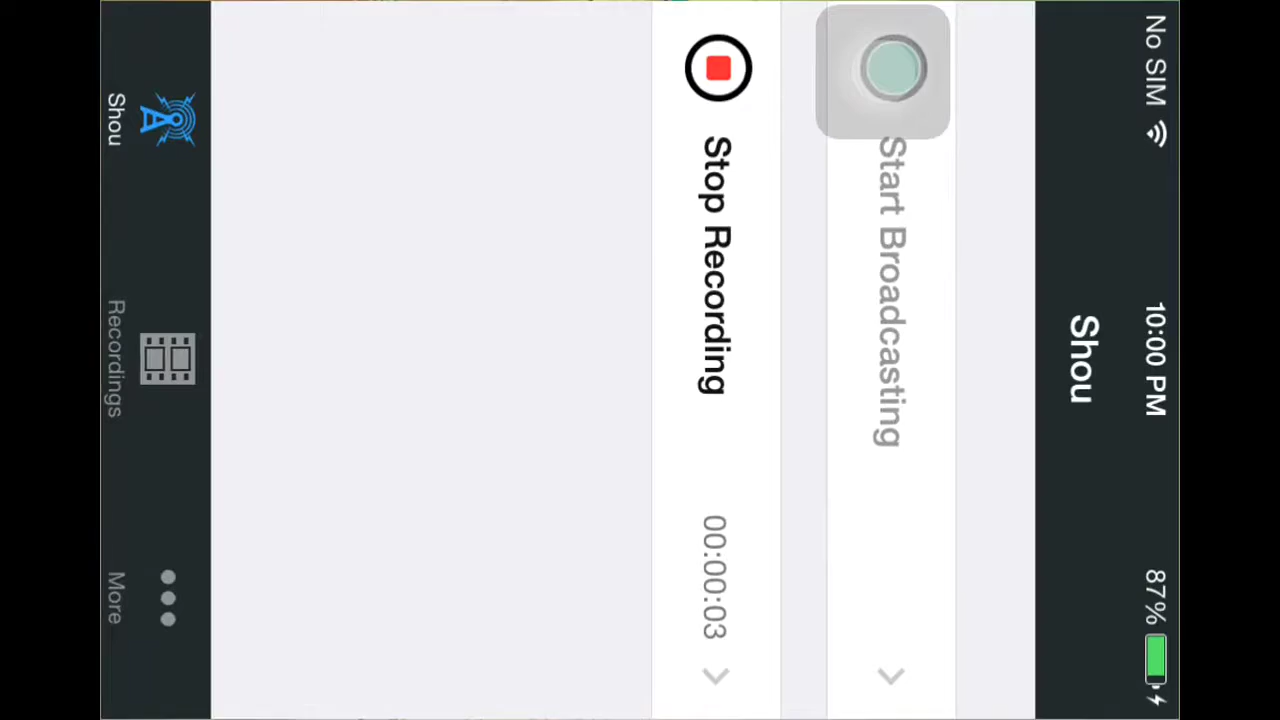 No SIM 10:00 PM 87%
Shou
Start Broadcasting
Stop Recording 00:00:03
Shou Recordings More